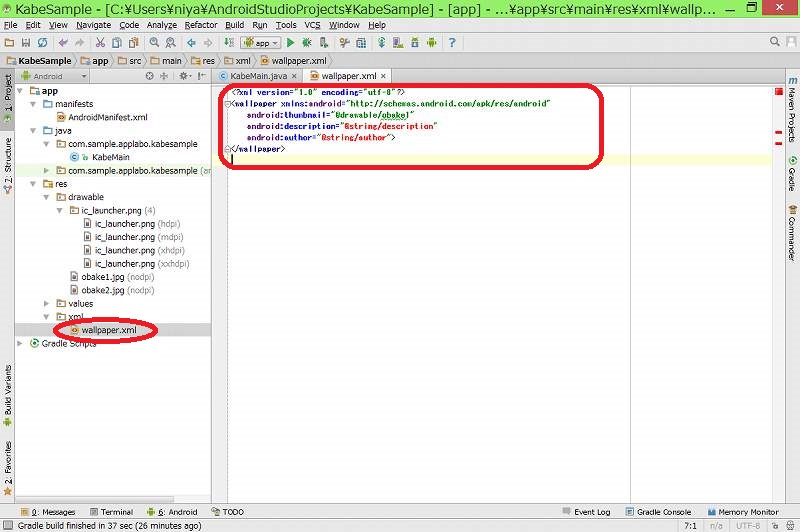 KabeSample - [C:¥Users¥niya¥AndroidStudioProjects¥KabeSample] - [app] - ...¥app¥src¥main¥res¥xml¥wallp...
File Edit View Navigate Code Analyze Refactor Build Run Tools VCS Window Help
app
KabeSample app src main res xml wallpaper.xml
Android
KabeMain.java wallpaper.xml
1: Project
7: Structure
Build Variants
2: Favorites
app
manifests
AndroidManifest.xml
java
com.sample.applabo.kabesample
KabeMain
com.sample.applabo.kabesample (an
res
drawable
ic_launcher.png (4)
ic_launcher.png (hdpi)
ic_launcher.png (mdpi)
ic_launcher.png (xhdpi)
ic_launcher.png (xxhdpi)
obake1.jpg (nodpi)
obake2.jpg (nodpi)
values
xml
wallpaper.xml
Gradle Scripts
<?xml version="1.0" encoding="utf-8"?>
<wallpaper xmlns:android="http://schemas.android.com/apk/res/android"
android:thumbnail="@drawable/obake1"
android:description="@string/description"
android:author="@string/author">
</wallpaper>
Maven Projects
Gradle
Commander
0: Messages Terminal 6: Android TODO Event Log Gradle Console Memory Monitor
Gradle build finished in 37 sec (26 minutes ago) 7:1 n/a UTF-8